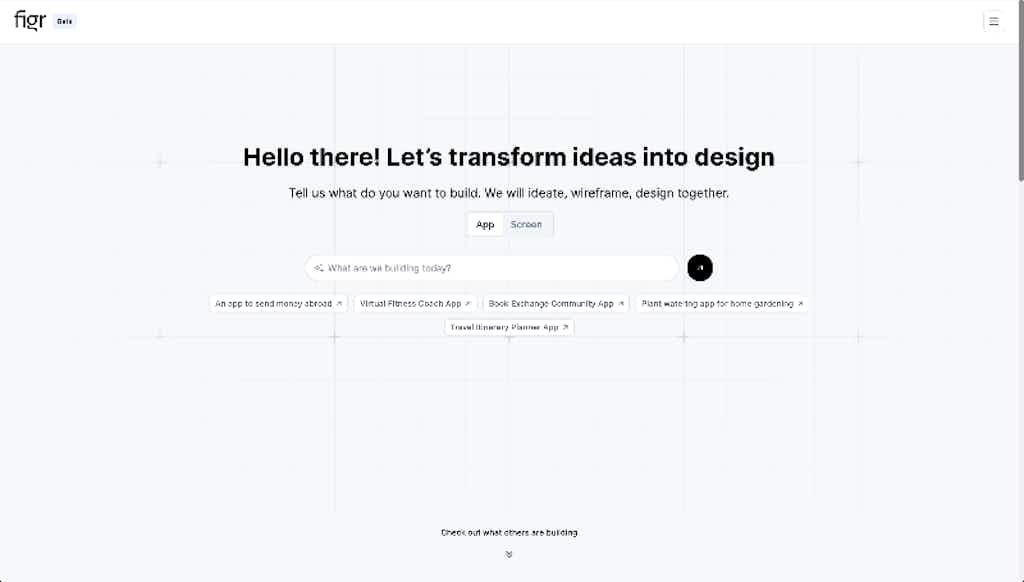 figr Beta
Hello there! Let's transform ideas into design
Tell us what do you want to build. We will ideate, wireframe, design together.
App Screen
What are we building today?
An app to send money abroad Virtual Fitness Coach App Book Exchange Community App Plant watering app for home gardening
Travel Itinerary Planner App
Check out what others are building